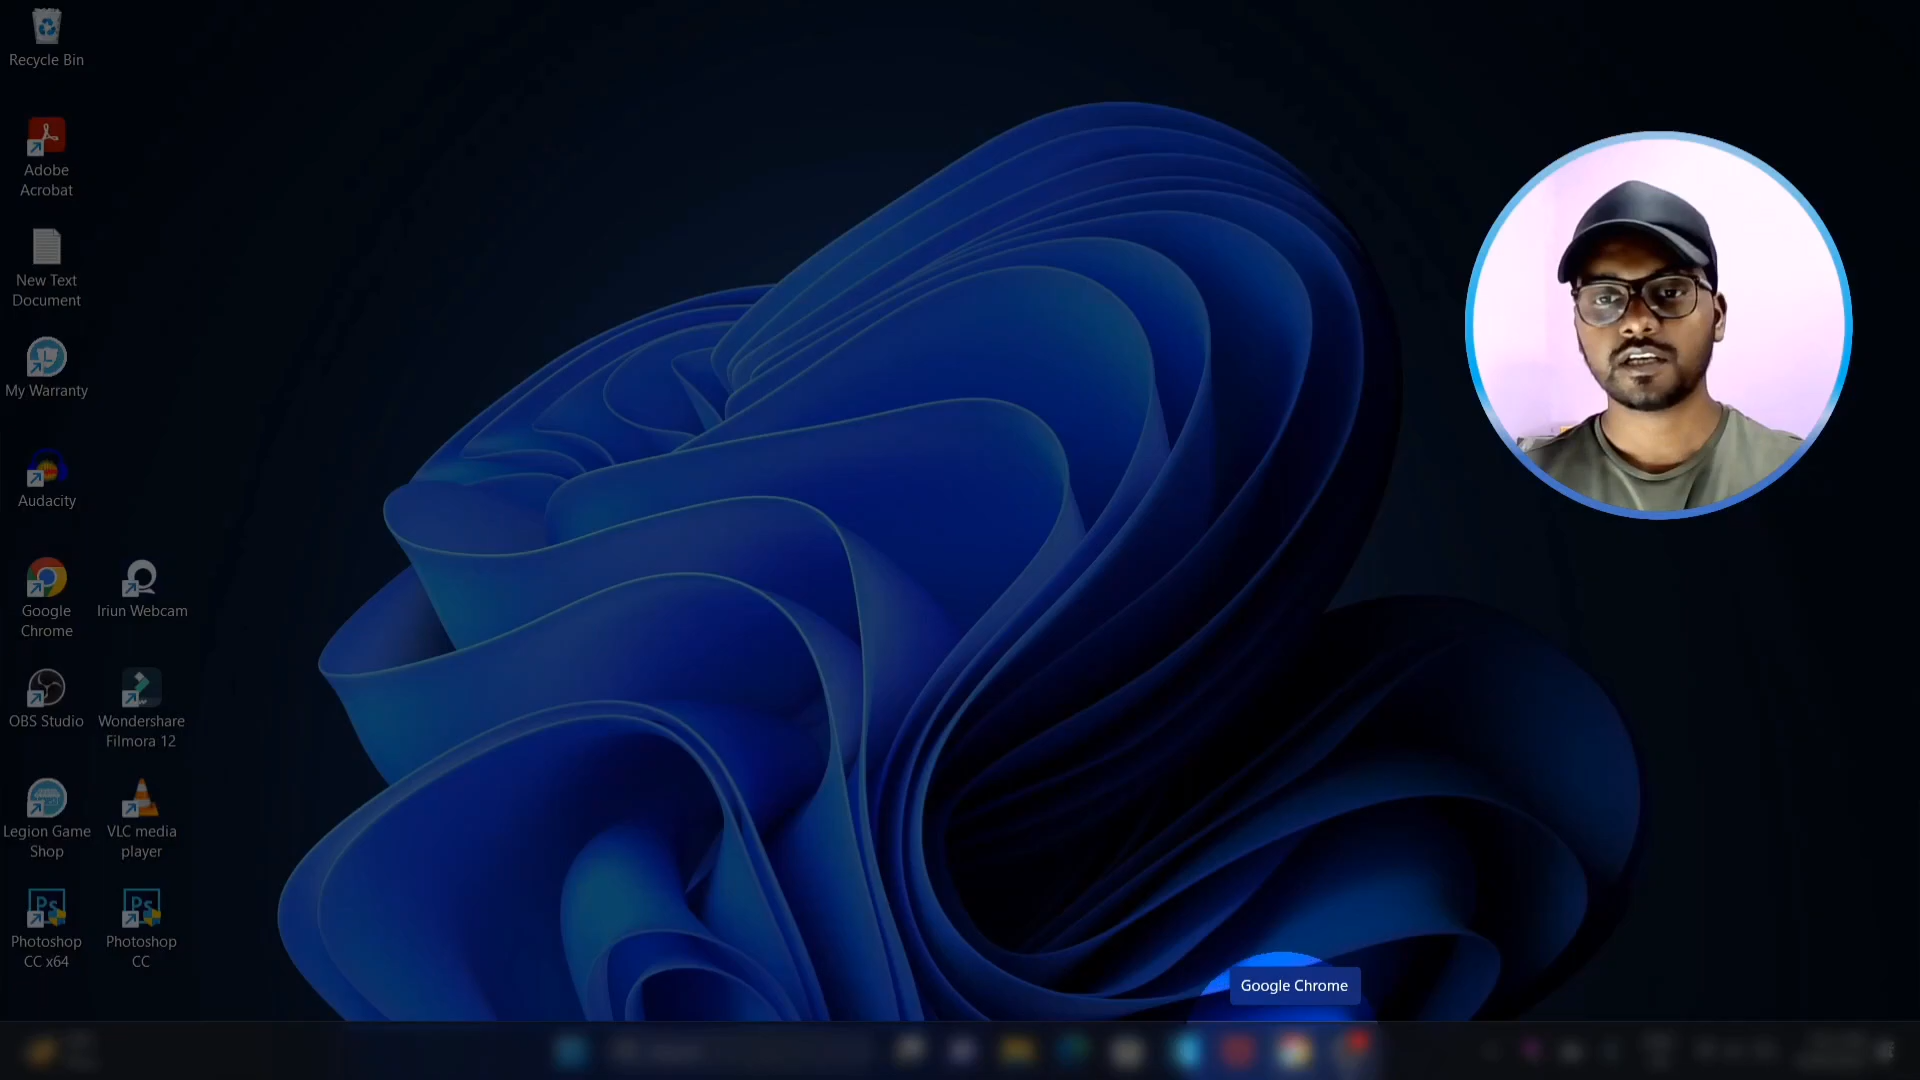 Recycle Bin
Adobe
Acrobat
New Text
Document
My Warranty
Audacity
Google
Chrome
Iriun Webcam
OBS Studio
Wondershare
Filmora 12
Legion Game
Shop
VLC media
player
Photoshop
CC x64
Photoshop
CC
Google Chrome